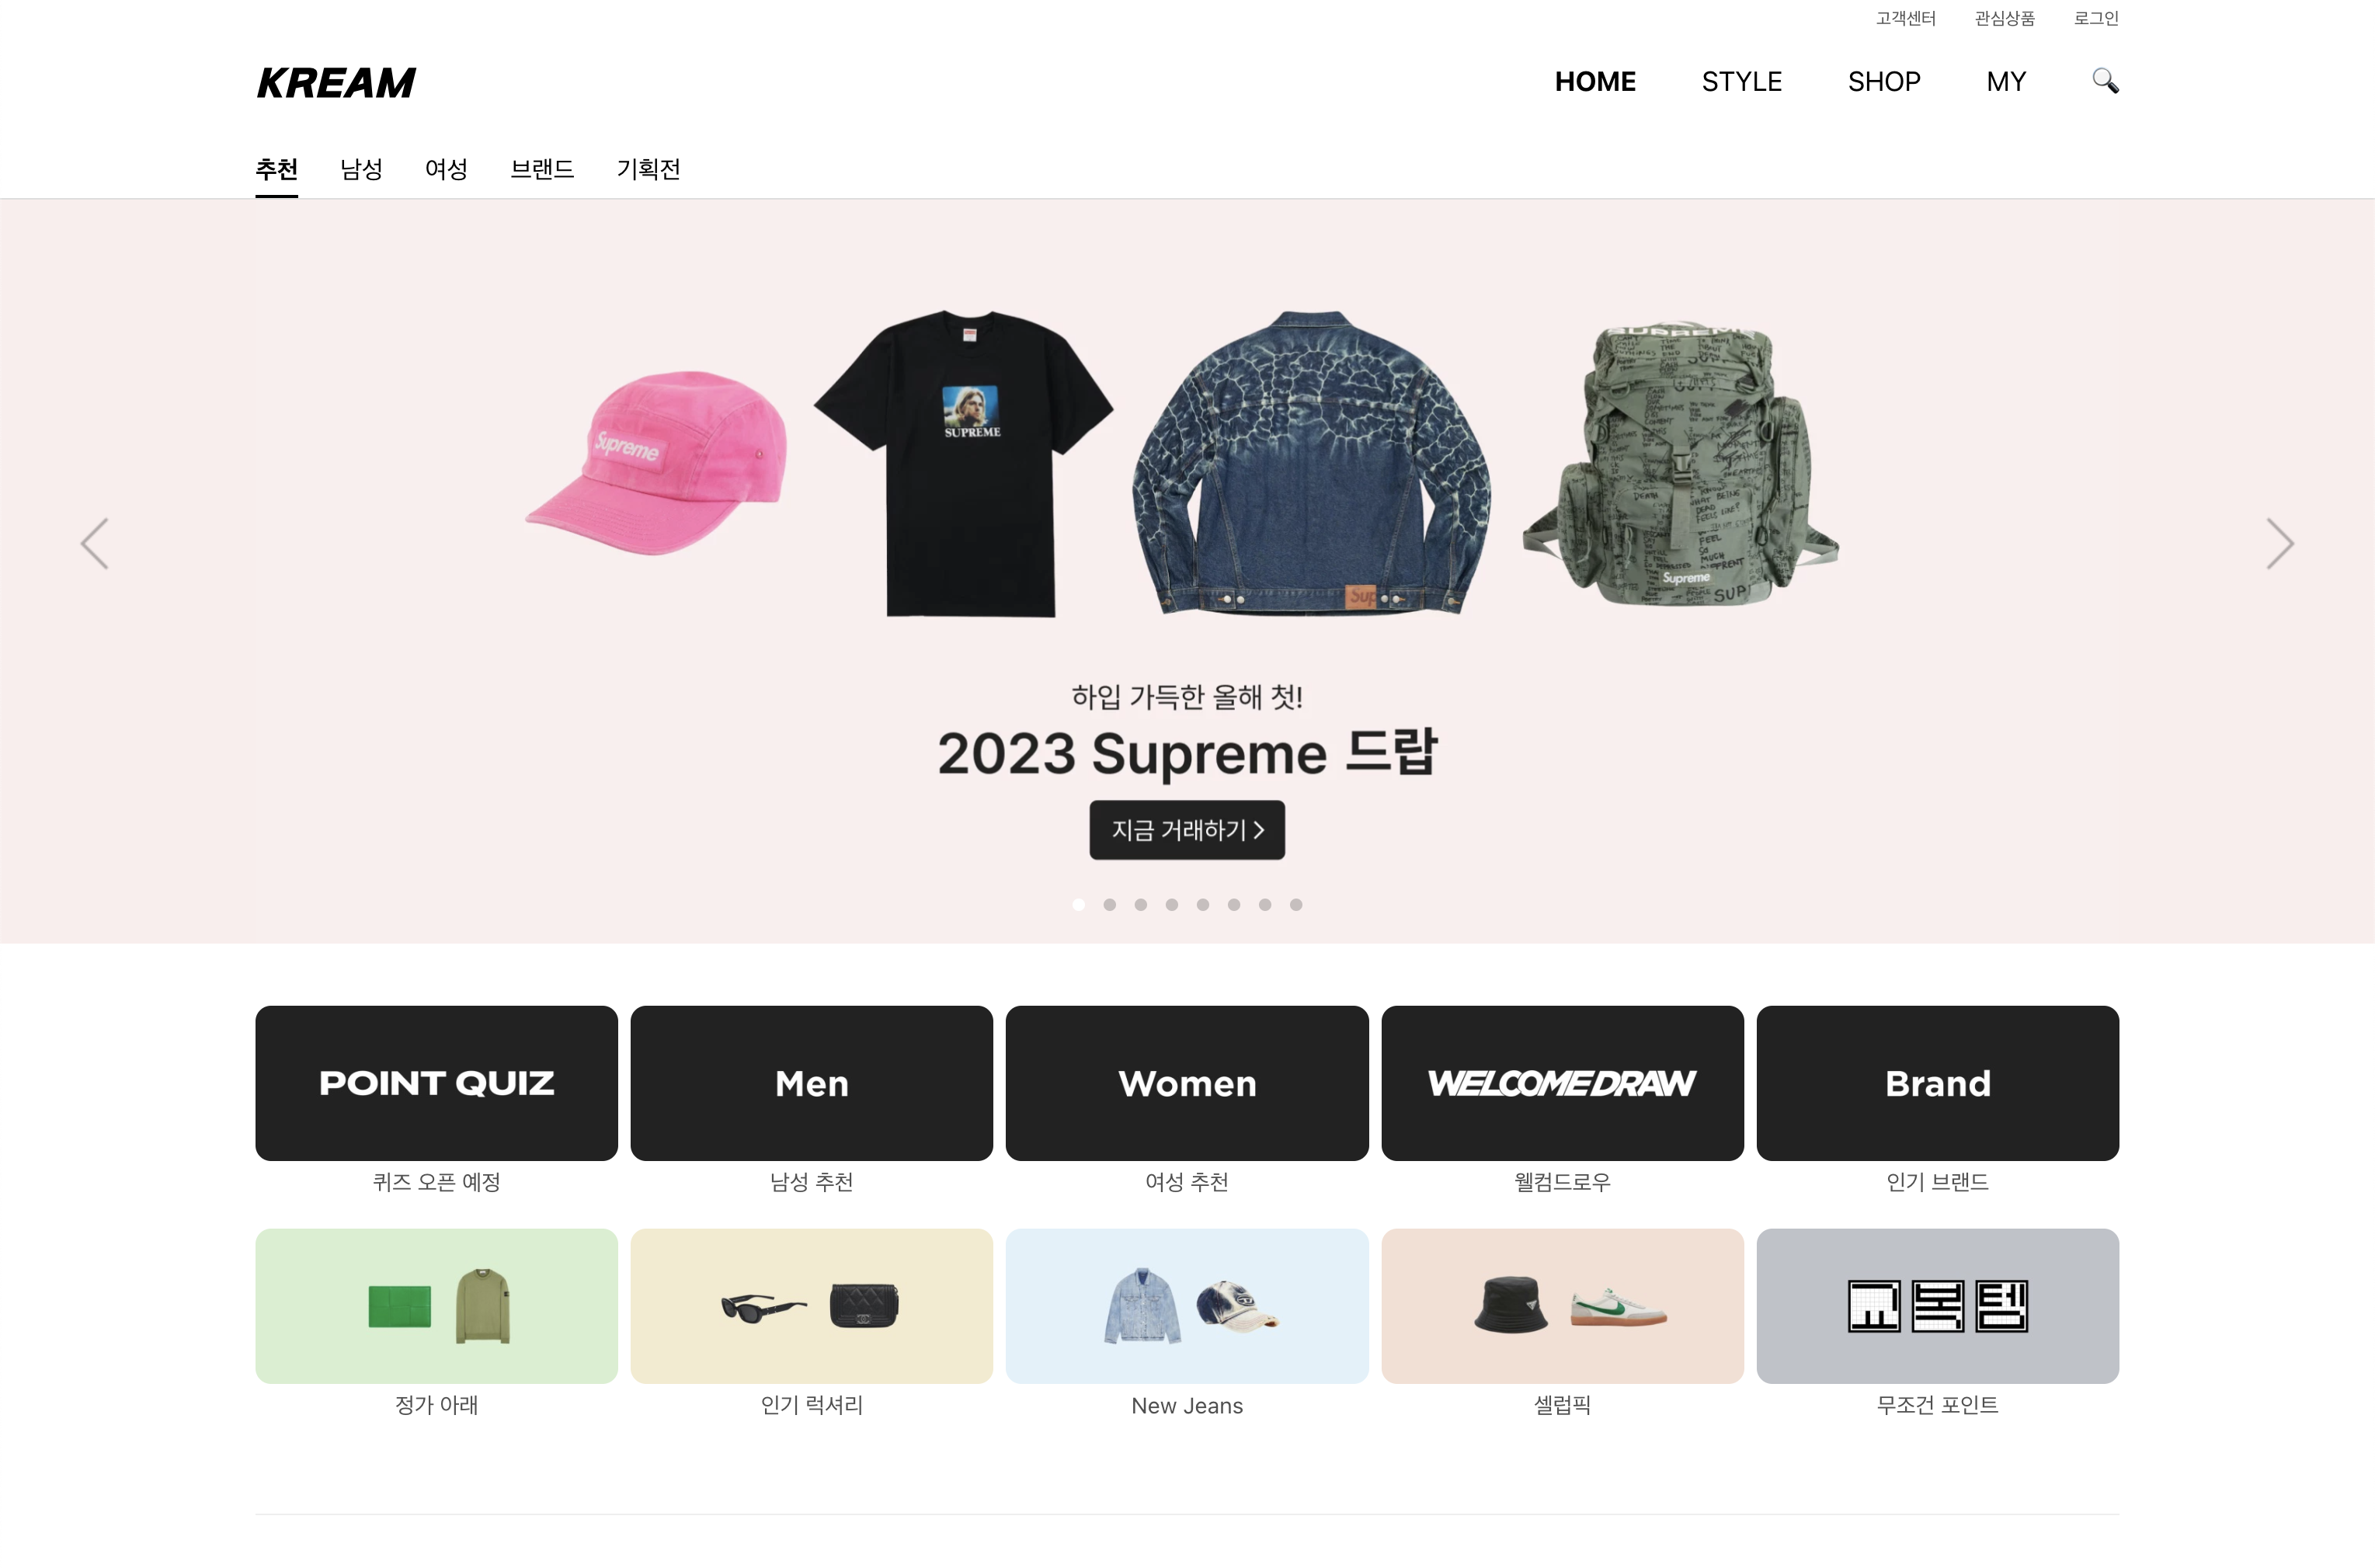 고객센터 관심상품 로그인
KREAM
HOME STYLE SHOP MY
추천 남성 여성 브랜드 기획전
Supreme
SUPREME
Sup
SUPREME
Supreme
SUP
하입 가득한 올해 첫!
2023 Supreme 드랍
지금 거래하기 >
POINT QUIZ
Men
Women
WELCOMEDRAW
Brand
퀴즈 오픈 예정
남성 추천
여성 추천
웰컴드로우
인기 브랜드
정가 아래
인기 럭셔리
New Jeans
셀럽픽
무조건 포인트